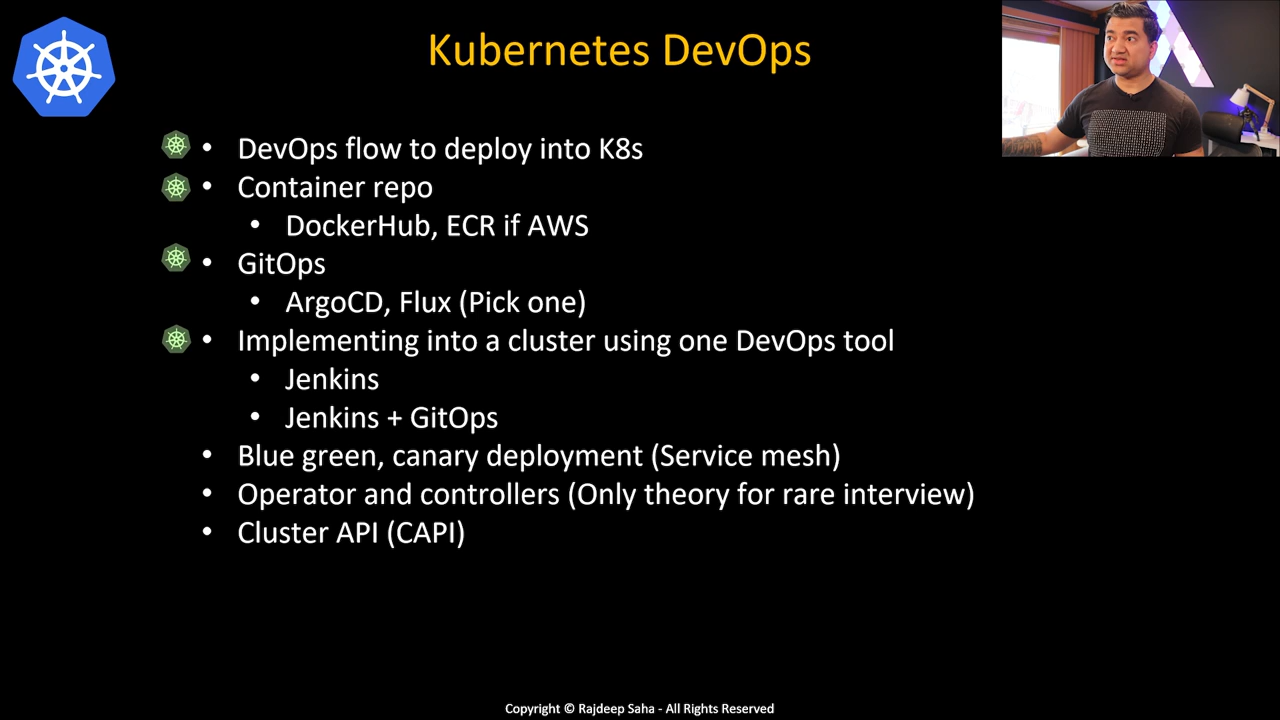 Kubernetes DevOps
• DevOps flow to deploy into K8s
• Container repo
• DockerHub, ECR if AWS
• GitOps
• ArgoCD, Flux (Pick one)
• Implementing into a cluster using one DevOps tool
• Jenkins
• Jenkins + GitOps
• Blue green, canary deployment (Service mesh)
• Operator and controllers (Only theory for rare interview)
• Cluster API (CAPI)
Copyright © Rajdeep Saha - All Rights Reserved